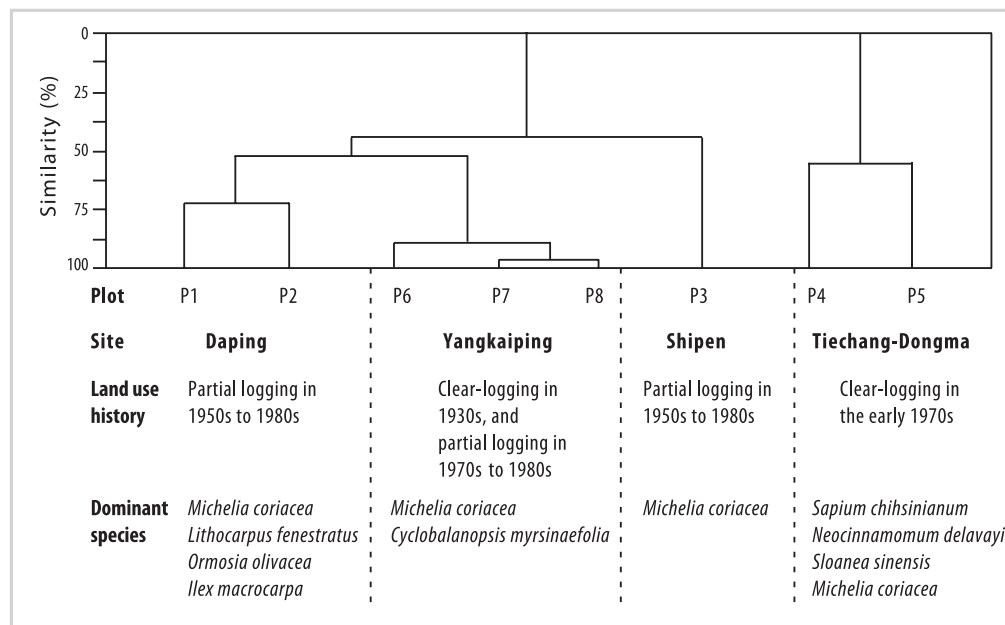 Similarity (%)
0
25
50
75
100
Plot P1 P2 P6 P7 P8 P3 P4 P5
Site Daping Yangkaiping Shipen Tiechang-Dongma
Land use Partial logging in Clear-logging in Partial logging in Clear-logging in
history 1950s to 1980s 1930s, and 1950s to 1980s the early 1970s
partial logging in
1970s to 1980s
Dominant Michelia coriacea Michelia coriacea Michelia coriacea Sapium chihsinianum
species Lithocarpus fenestratus Cyclobalanopsis myrsinaefolia Neocinnamomum delavayi
Ormosia olivacea Sloanea sinensis
Ilex macrocarpa Michelia coriacea